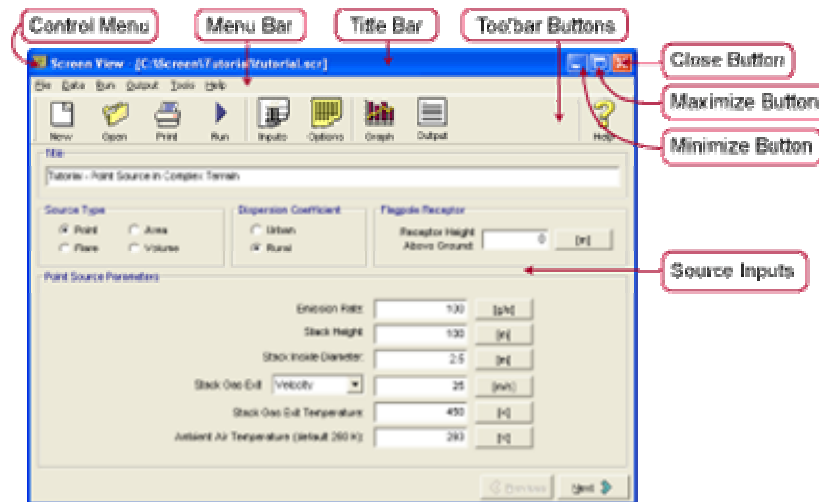 Control Menu
Menu Bar
Title Bar
Toolbar Buttons
Close Button
Maximize Button
Minimize Button
Source Inputs
Screen View - [C:\Screen\Tutorial\tutorial.scr]
File Data Run Output Tools Help
New Open Print Run Inputs Options Graph Output Help
Title
Tutorial - Point Source in Complex Terrain
Source Type
Point Area
Flare Volume
Dispersion Coefficient
Urban
Rural
Flagpole Receptor
Receptor Height
Above Ground: 0 [m]
Point Source Parameters
Emission Rate: 100 [g/s]
Stack Height: 100 [m]
Stack Inside Diameter: 2.5 [m]
Stack Gas Exit Velocity 25 [m/s]
Stack Gas Exit Temperature: 450 [K]
Ambient Air Temperature (default 293 K): 293 [K]
Previous Next